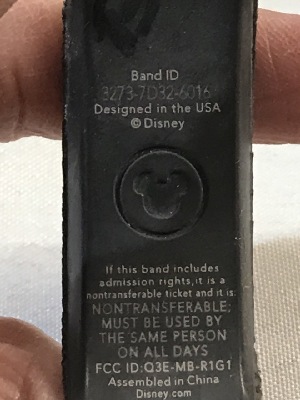 Band ID
3273-7D32-6016
Designed in the USA
©Disney
If this band includes
admission rights, it is a
nontransferable ticket and it is:
NONTRANSFERABLE;
MUST BE USED BY
THE SAME PERSON
ON ALL DAYS
FCC ID:Q3E-MB-R1G1
Assembled in China
Disney.com